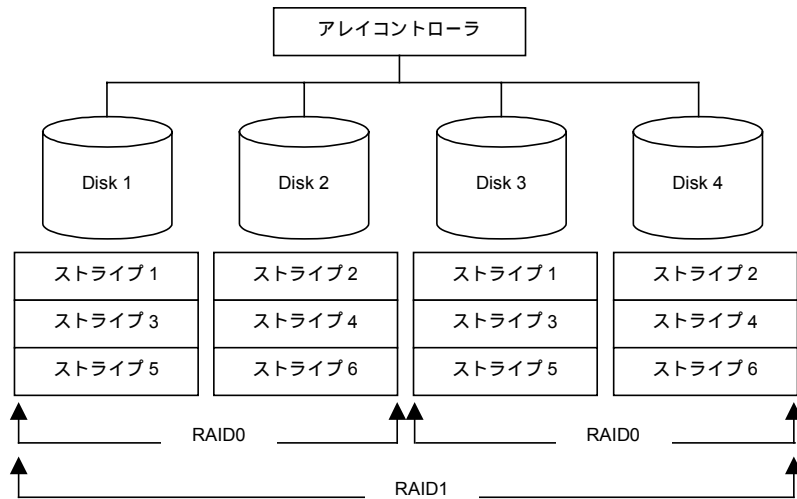 アレイコントローラ
Disk 1
Disk 2
Disk 3
Disk 4
ストライプ 1
ストライプ 2
ストライプ 1
ストライプ 2
ストライプ 3
ストライプ 4
ストライプ 3
ストライプ 4
ストライプ 5
ストライプ 6
ストライプ 5
ストライプ 6
RAID0
RAID0
RAID1